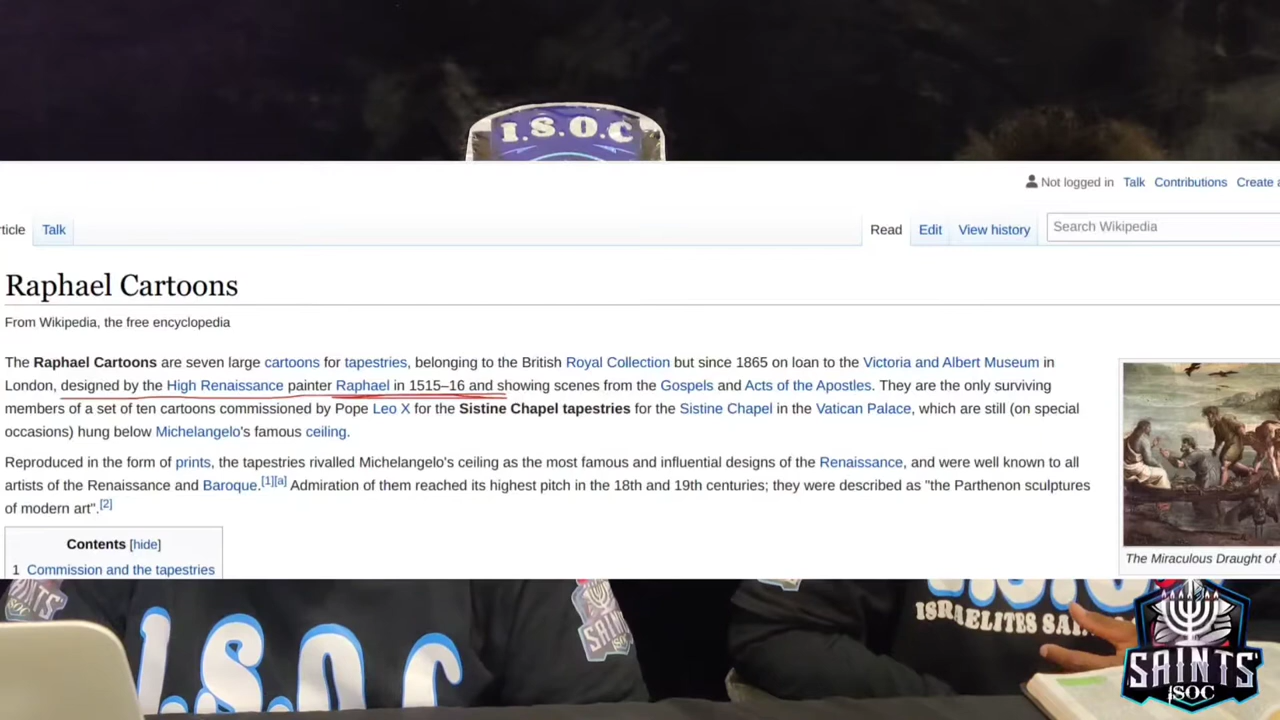 I.S.O.C
Not logged in Talk Contributions Create a
rticle Talk Read Edit View history Search Wikipedia
Raphael Cartoons
From Wikipedia, the free encyclopedia
The Raphael Cartoons are seven large cartoons for tapestries, belonging to the British Royal Collection but since 1865 on loan to the Victoria and Albert Museum in
London, designed by the High Renaissance painter Raphael in 1515–16 and showing scenes from the Gospels and Acts of the Apostles. They are the only surviving
members of a set of ten cartoons commissioned by Pope Leo X for the Sistine Chapel tapestries for the Sistine Chapel in the Vatican Palace, which are still (on special
occasions) hung below Michelangelo's famous ceiling.
Reproduced in the form of prints, the tapestries rivalled Michelangelo's ceiling as the most famous and influential designs of the Renaissance, and were well known to all
artists of the Renaissance and Baroque.[1][a] Admiration of them reached its highest pitch in the 18th and 19th centuries; they were described as "the Parthenon sculptures
of modern art".[2]
Contents [hide]
1 Commission and the tapestries
The Miraculous Draught of
SAINTS
I.S.O.C
SAINTS
ISOC
ISRAELITES SAI
SAINTS
ISOC